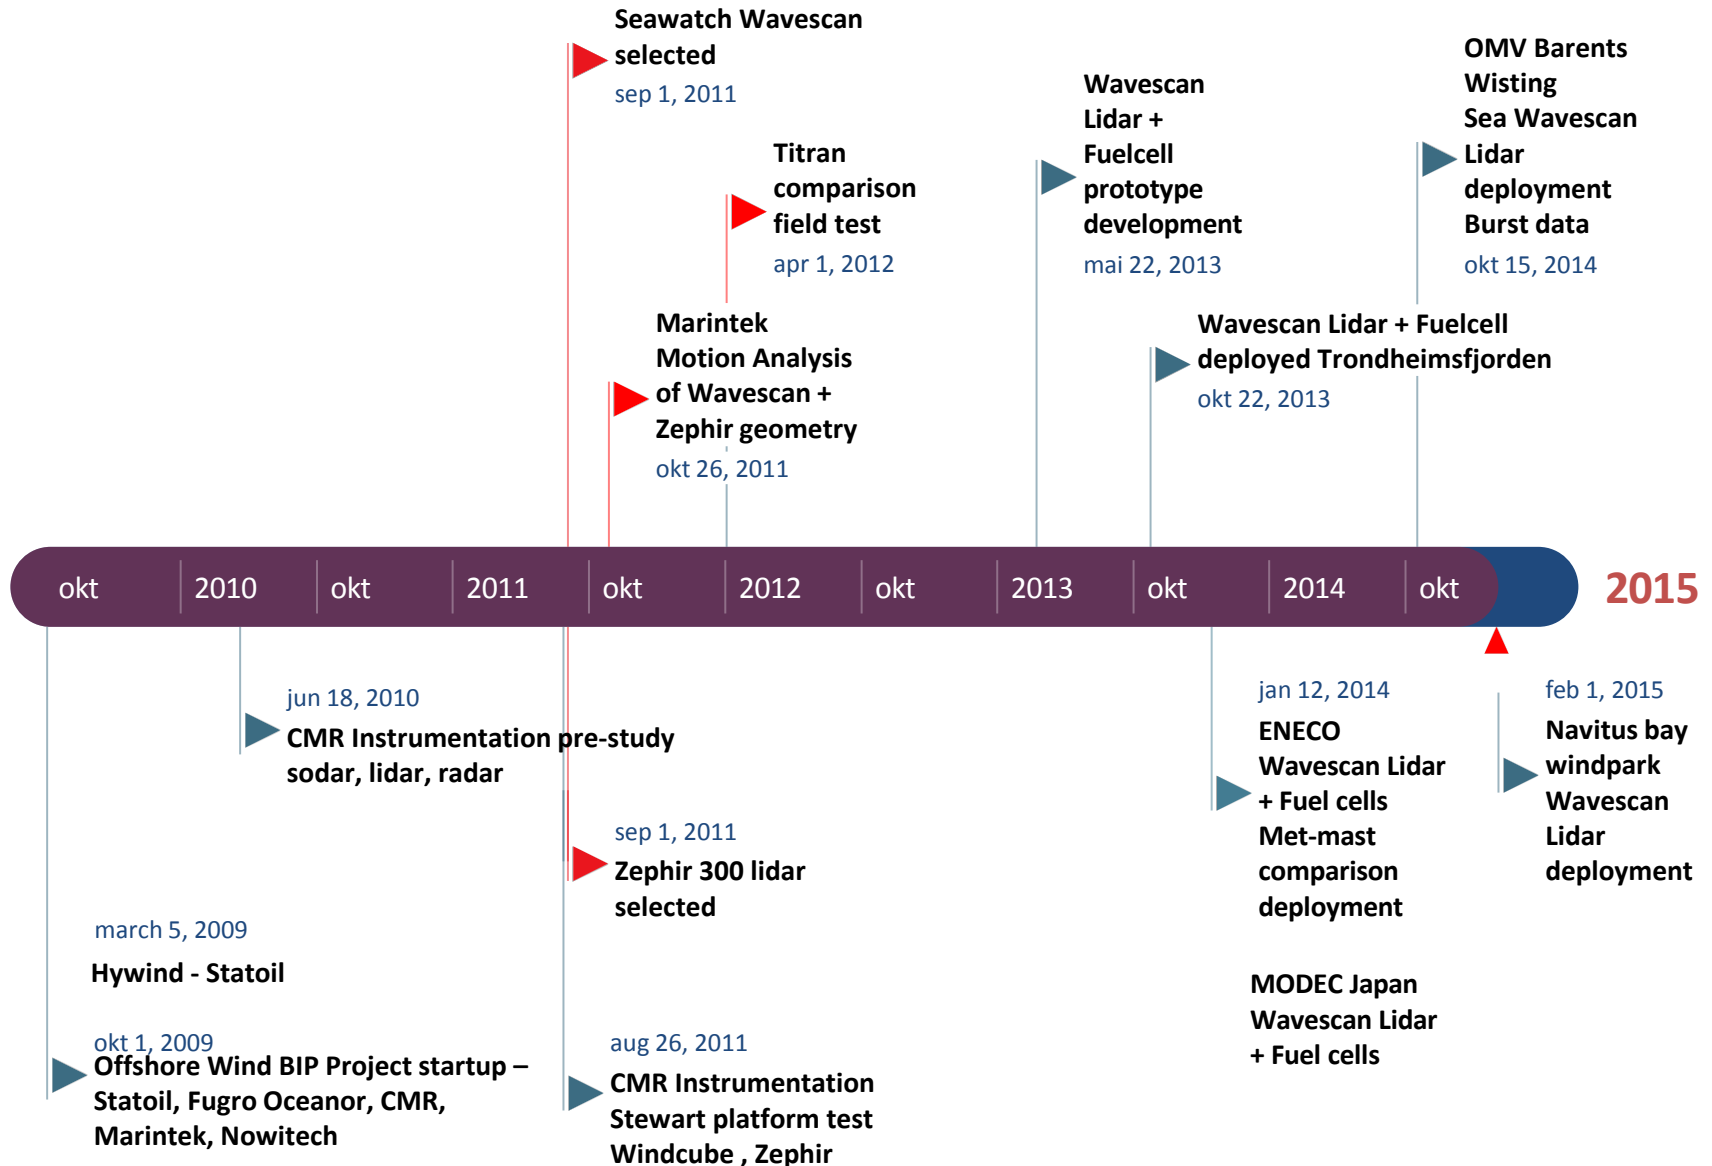 Seawatch Wavescan
selected
sep 1, 2011
Titran
comparison
field test
apr 1, 2012
Marintek
Motion Analysis
of Wavescan +
Zephir geometry
okt 26, 2011
Wavescan
Lidar +
Fuelcell
prototype
development
mai 22, 2013
OMV Barents
Wisting
Sea Wavescan
Lidar
deployment
Burst data
okt 15, 2014
Wavescan Lidar + Fuelcell
deployed Trondheimsfjorden
okt 22, 2013
okt 2010 okt 2011 okt 2012 okt 2013 okt 2014 okt 2015
jun 18, 2010
CMR Instrumentation pre-study
sodar, lidar, radar
sep 1, 2011
Zephir 300 lidar
selected
march 5, 2009
Hywind - Statoil
okt 1, 2009
Offshore Wind BIP Project startup –
Statoil, Fugro Oceanor, CMR,
Marintek, Nowitech
aug 26, 2011
CMR Instrumentation
Stewart platform test
Windcube , Zephir
jan 12, 2014
ENECO
Wavescan Lidar
+ Fuel cells
Met-mast
comparison
deployment
MODEC Japan
Wavescan Lidar
+ Fuel cells
feb 1, 2015
Navitus bay
windpark
Wavescan
Lidar
deployment